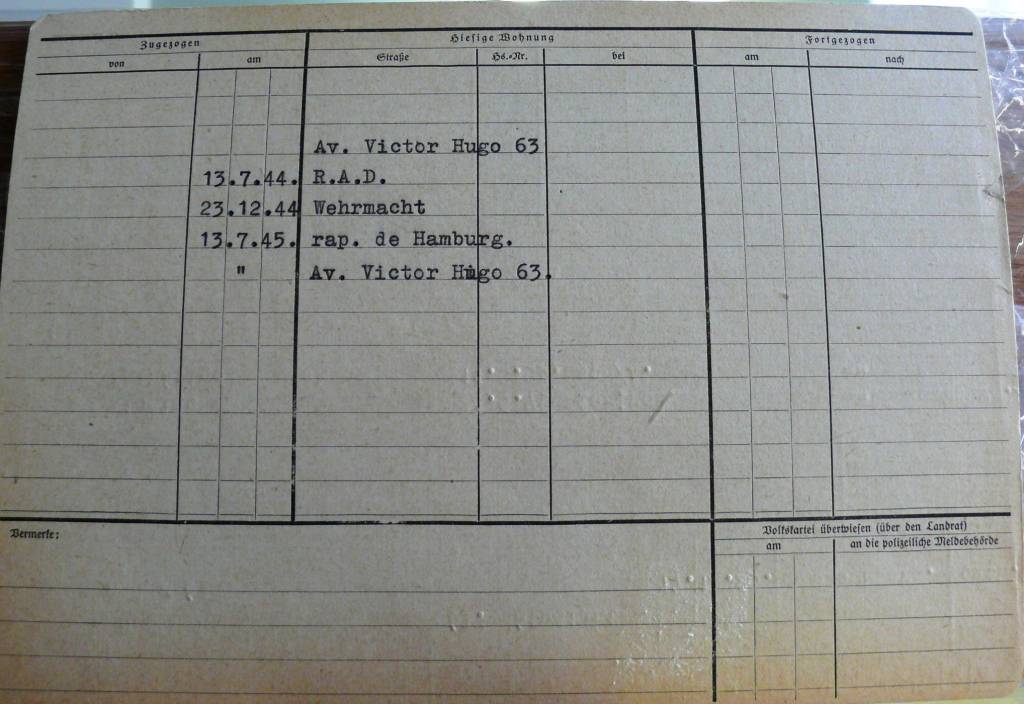 Zugezogen
Hiesige Wohnung
Fortgezogen
von
am
Straße
Hs.-Nr.
bei
am
nach
Av. Victor Hugo 63
13.7.44. R.A.D.
23.12.44 Wehrmacht
13.7.45. rap. de Hamburg.
" Av. Victor Hugo 63.
Vermerke:
Volkskartei überwiesen (über den Landrat)
am
an die polizeiliche Meldebehörde